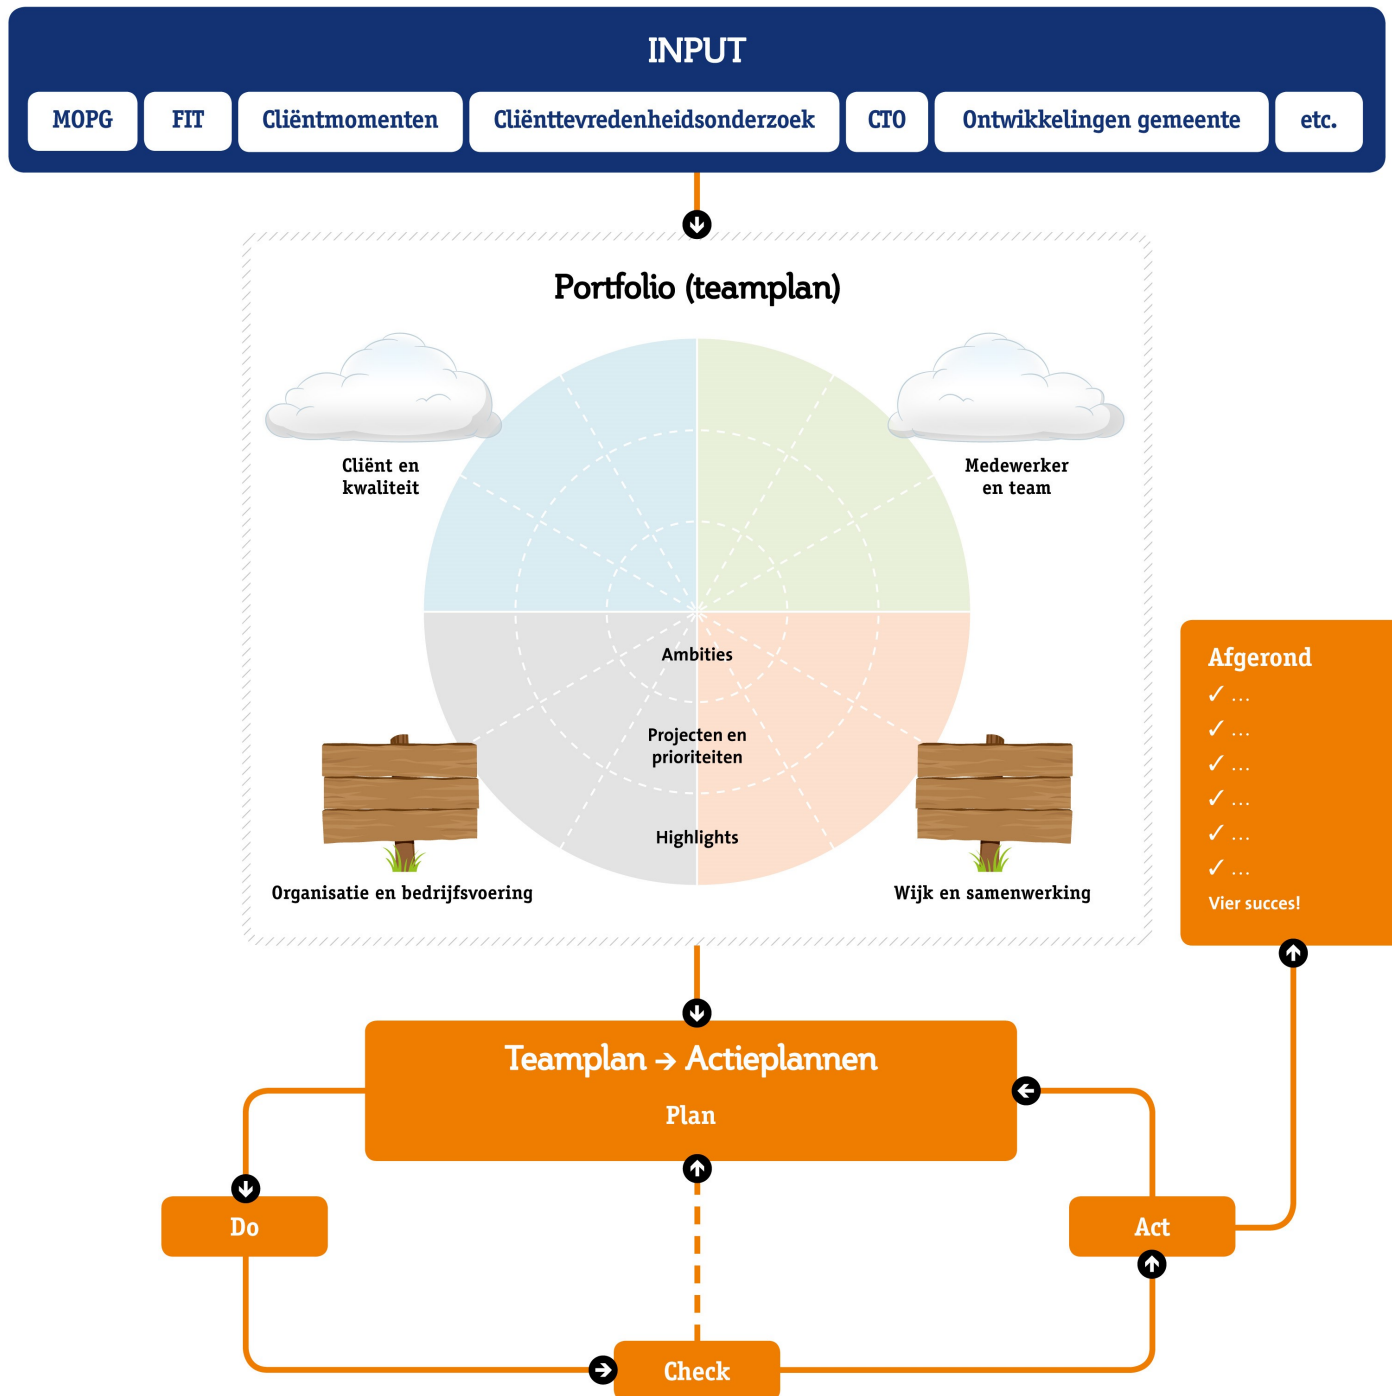 INPUT
MOPG
FIT
Cliëntmomenten
Cliënttevredenheidsonderzoek
CTO
Ontwikkelingen gemeente
etc.
Portfolio (teamplan)
Cliënt en
kwaliteit
Medewerker
en team
Ambities
Projecten en
prioriteiten
Highlights
Organisatie en bedrijfsvoering
Wijk en samenwerking
Afgerond
✓ ...
✓ ...
✓ ...
✓ ...
✓ ...
✓ ...
Vier succes!
Teamplan → Actieplannen
Plan
Do
Act
Check